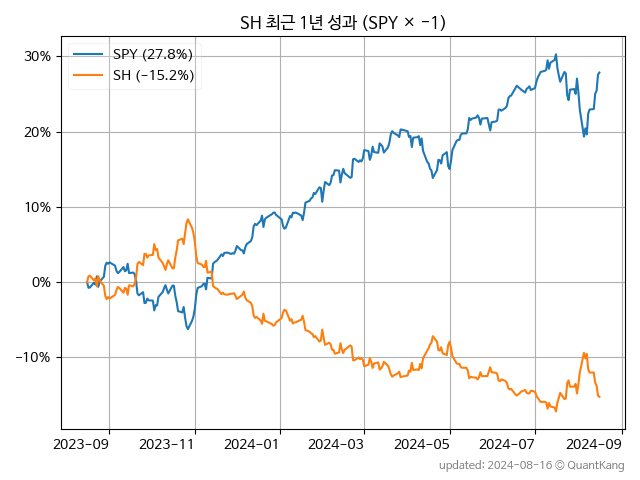 SH 최근 1년 성과 (SPY × -1)
SPY (27.8%)
SH (-15.2%)
30%
20%
10%
0%
-10%
2023-09 2023-11 2024-01 2024-03 2024-05 2024-07 2024-09
updated: 2024-08-16 © QuantKang